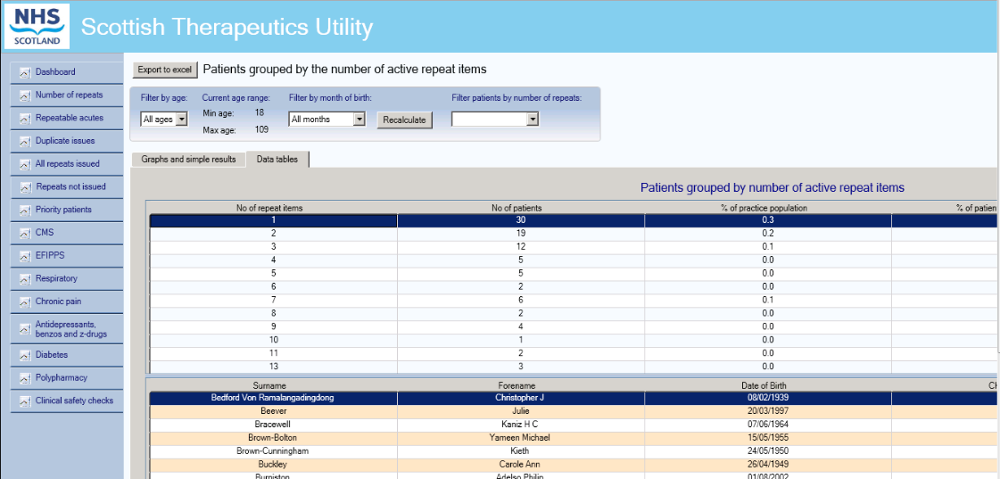 NHS
SCOTLAND
Scottish Therapeutics Utility
Dashboard
Number of repeats
Repeatable acutes
Duplicate issues
All repeats issued
Repeats not issued
Priority patients
CMS
EFIPPS
Respiratory
Chronic pain
Antidepressants,
benzos and z-drugs
Diabetes
Polypharmacy
Clinical safety checks
Export to excel Patients grouped by the number of active repeat items
Filter by age: Current age range: Filter by month of birth: Filter patients by number of repeats:
All ages Min age: 18 All months Recalculate
Max age: 109
Graphs and simple results Data tables
Patients grouped by number of active repeat items
No of repeat items No of patients % of practice population % of patien
1 30 0.3
2 19 0.2
3 12 0.1
4 5 0.0
5 5 0.0
6 2 0.0
7 6 0.1
8 2 0.0
9 4 0.0
10 1 0.0
11 2 0.0
13 3 0.0
Surname Forename Date of Birth CH
Bedford Von Ramalangadingdong Christopher J 08/02/1939
Beever Julie 20/03/1997
Bracewell Kaniz H C 07/06/1964
Brown-Bolton Yameen Michael 15/05/1955
Brown-Cunningham Kieth 24/05/1950
Buckley Carole Ann 26/04/1949
Burniston Adelso Philip 01/08/2002